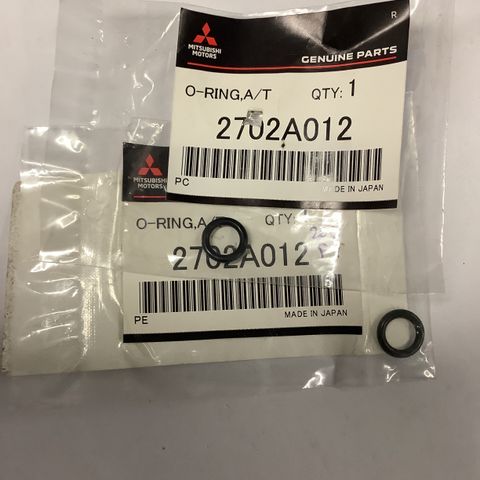 R
MITSUBISHI
MOTORS
GENUINE PARTS
O-RING,A/T QTY: 1
2702A012
PC MADE IN JAPAN
MITSUBISHI
MOTORS
O-RING,A/ QTY:
2702A012
PE MADE IN JAPAN